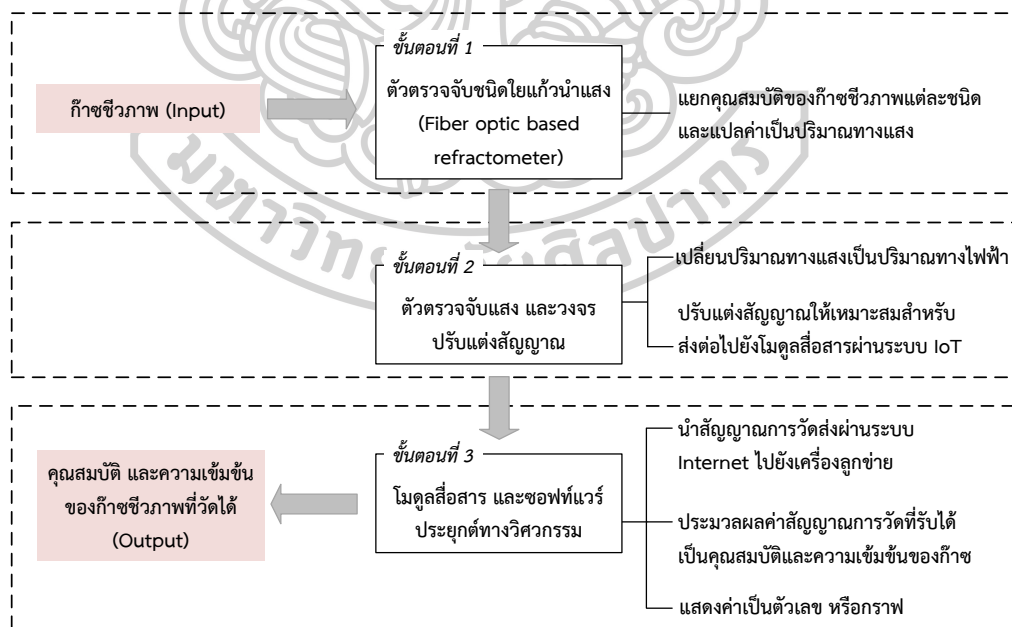 ขั้นตอนที่ 1
ก๊าซชีวภาพ (Input)
ตัวตรวจจับชนิดใยแก้วนำแสง
(Fiber optic based
refractometer)
แยกคุณสมบัติของก๊าซชีวภาพแต่ละชนิด
และแปลค่าเป็นปริมาณทางแสง
ขั้นตอนที่ 2
ตัวตรวจจับแสง และวงจร
ปรับแต่งสัญญาณ
เปลี่ยนปริมาณทางแสงเป็นปริมาณทางไฟฟ้า
ปรับแต่งสัญญาณให้เหมาะสมสำหรับ
ส่งต่อไปยังโมดูลสื่อสารผ่านระบบ IoT
ขั้นตอนที่ 3
โมดูลสื่อสาร และซอฟท์แวร์
ประยุกต์ทางวิศวกรรม
นำสัญญาณการวัดส่งผ่านระบบ
Internet ไปยังเครื่องลูกข่าย
ประมวลผลค่าสัญญาณการวัดที่รับได้
เป็นคุณสมบัติและความเข้มข้นของก๊าซ
แสดงค่าเป็นตัวเลข หรือกราฟ
คุณสมบัติ และความเข้มข้น
ของก๊าซชีวภาพที่วัดได้
(Output)